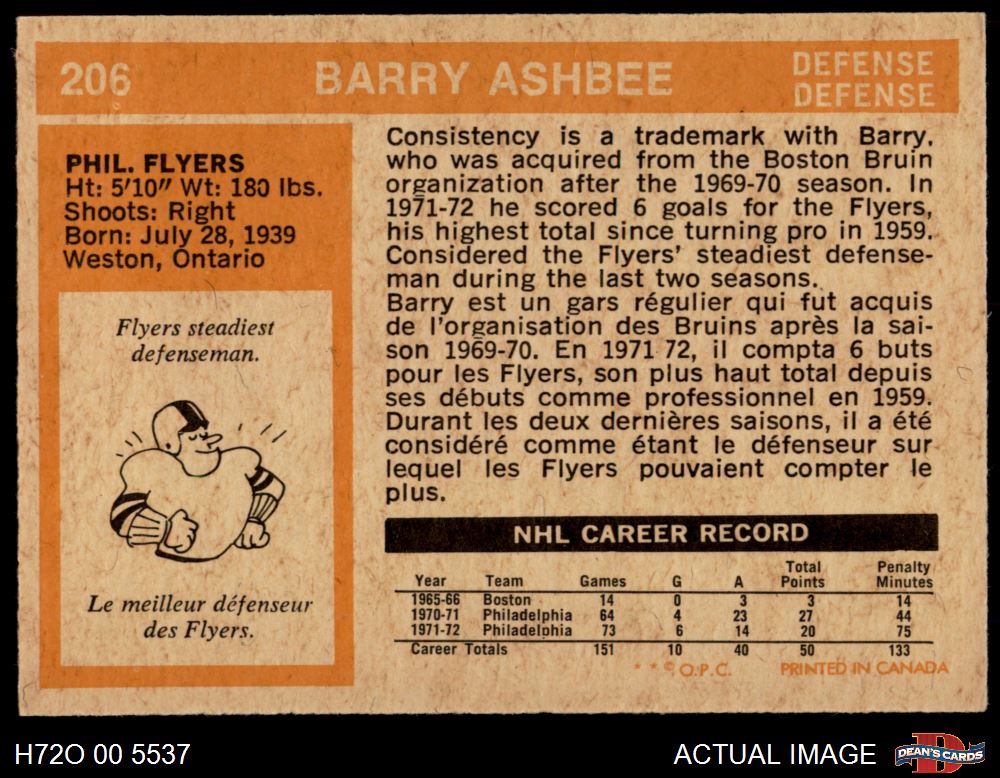 206
BARRY ASHBEE
DEFENSE
DEFENSE
PHIL. FLYERS
Ht: 5'10" Wt: 180 lbs.
Shoots: Right
Born: July 28, 1939
Weston, Ontario
Flyers steadiest
defenseman.
Le meilleur défenseur
des Flyers.
Consistency is a trademark with Barry,
who was acquired from the Boston Bruin
organization after the 1969-70 season. In
1971-72 he scored 6 goals for the Flyers,
his highest total since turning pro in 1959.
Considered the Flyers' steadiest defense-
man during the last two seasons.
Barry est un gars régulier qui fut acquis
de l'organisation des Bruins après la sai-
son 1969-70. En 1971 72, il compta 6 buts
pour les Flyers, son plus haut total depuis
ses débuts comme professionnel en 1959.
Durant les deux dernières saisons, il a été
considéré comme étant le défenseur sur
lequel les Flyers pouvaient compter le
plus.
NHL CAREER RECORD
Year Team Games G A Total Points Penalty Minutes
1965-66 Boston 14 0 3 3 14
1970-71 Philadelphia 64 4 23 27 44
1971-72 Philadelphia 73 6 14 20 75
Career Totals 151 10 40 50 133
* * © O.P.C. PRINTED IN CANADA
H72O 00 5537
ACTUAL IMAGE
DEAN'S CARDS